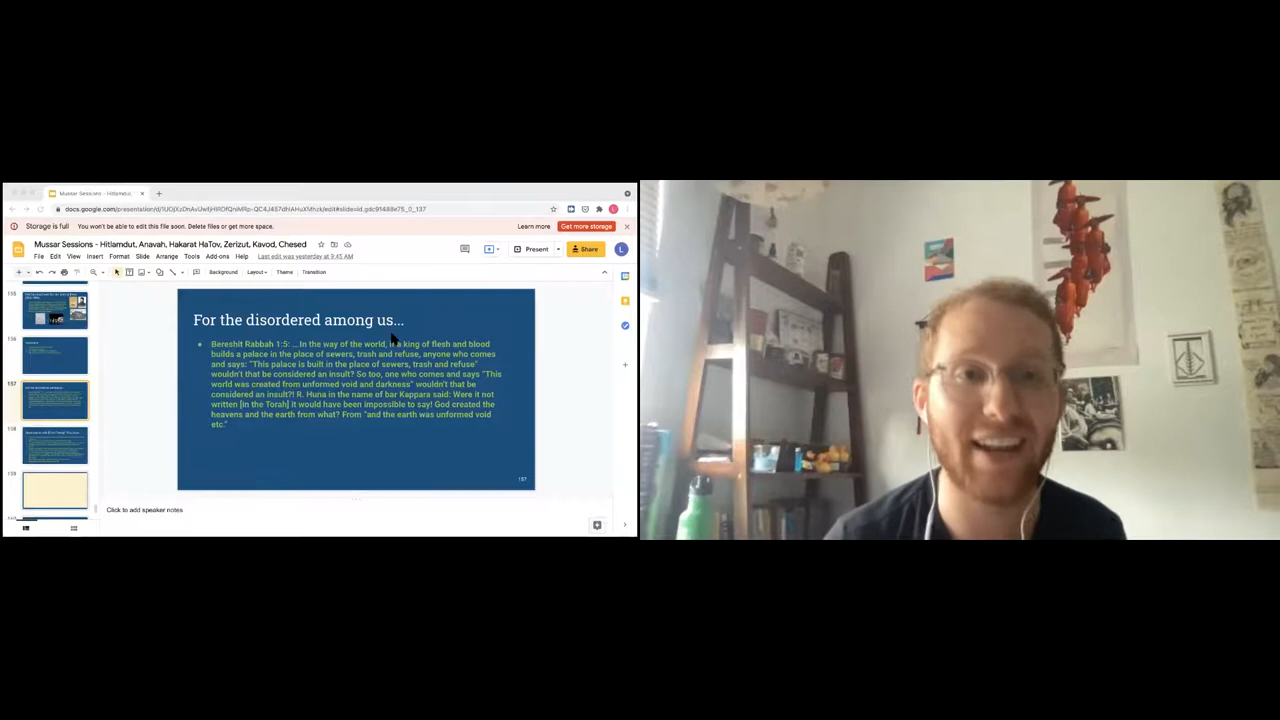 Mussar Sessions - Hitlamdut,
Storage is full
You won't be able to edit this file soon. Delete files or get more space.
Learn more
Get more storage
Mussar Sessions - Hitlamdut, Anavah, Hakarat HaTov, Zerizut, Kavod, Chesed
Present
Share
File Edit View Insert Format Slide Arrange Tools Add-ons Help
Last edit was yesterday at 9:45 AM
Background Layout Theme Transition
For the disordered among us...
Bereshit Rabbah 1:5: ...In the way of the world, if a king of flesh and blood
builds a palace in the place of sewers, trash and refuse, anyone who comes
and says: "This palace is built in the place of sewers, trash and refuse"
wouldn't that be considered an insult? So too, one who comes and says "This
world was created from unformed void and darkness" wouldn't that be
considered an insult?! R. Huna in the name of bar Kappara said: Were it not
written [in the Torah] it would have been impossible to say! God created the
heavens and the earth from what? From "and the earth was unformed void
etc."
157
155
156
157
158
159
Click to add speaker notes